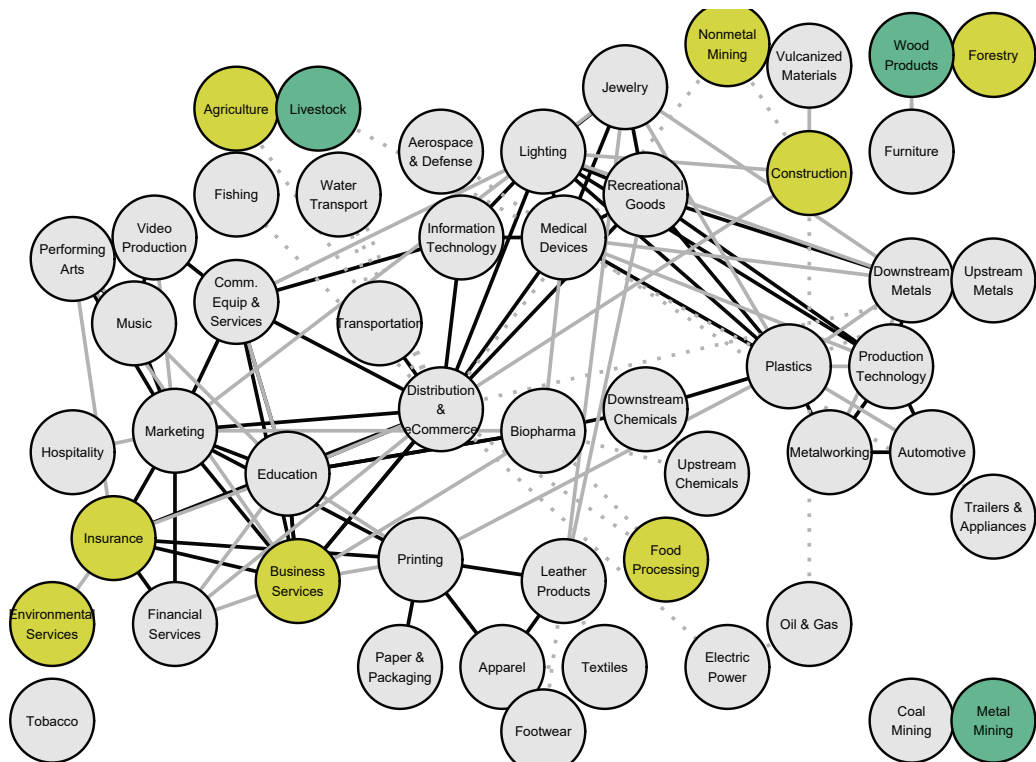 Nonmetal
Mining
Vulcanized
Materials
Wood
Products
Forestry
Jewelry
Agriculture
Livestock
Aerospace
& Defense
Lighting
Furniture
Construction
Fishing
Water
Transport
Recreational
Goods
Information
Technology
Medical
Devices
Video
Production
Performing
Arts
Comm.
Equip &
Services
Downstream
Metals
Upstream
Metals
Music
Transportation
Plastics
Production
Technology
Distribution
&
eCommerce
Downstream
Chemicals
Marketing
Biopharma
Hospitality
Education
Upstream
Chemicals
Metalworking
Automotive
Trailers &
Appliances
Insurance
Printing
Food
Processing
Business
Services
Leather
Products
Environmental
Services
Financial
Services
Oil & Gas
Paper &
Packaging
Apparel
Textiles
Electric
Power
Tobacco
Footwear
Coal
Mining
Metal
Mining